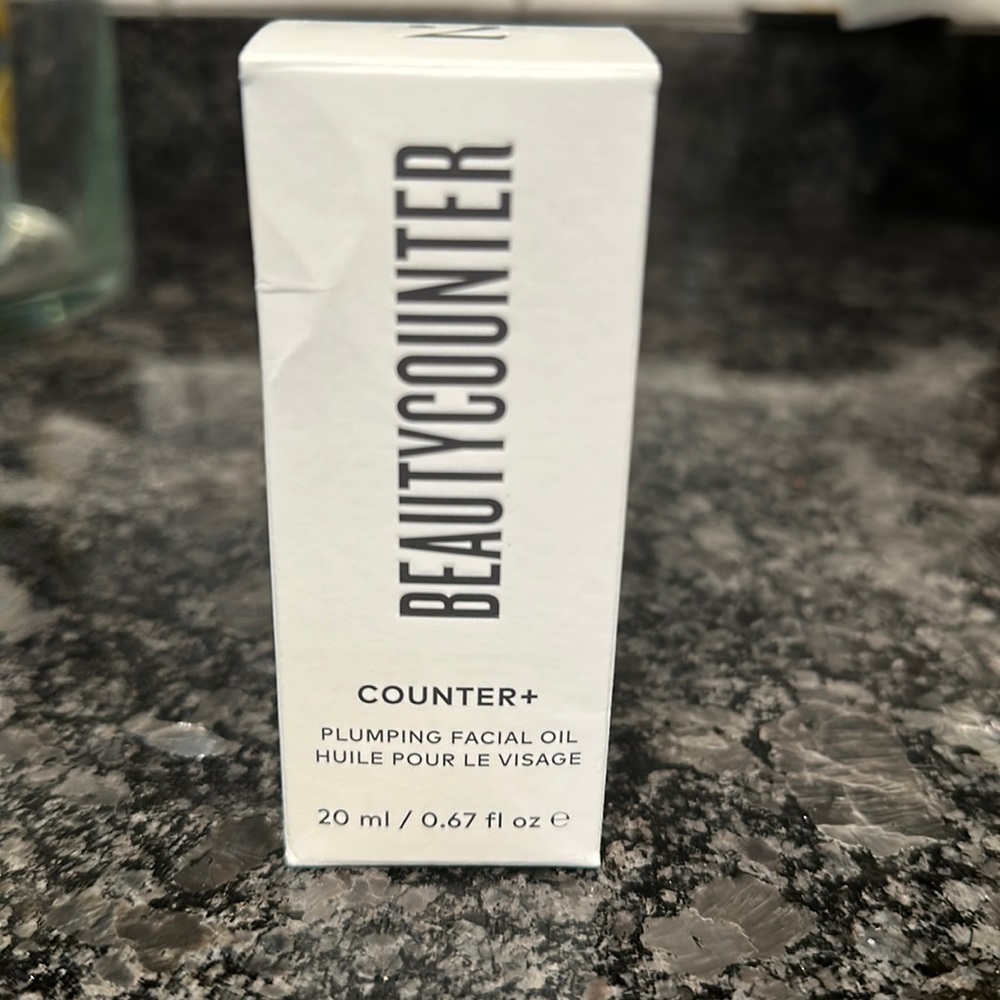 BEAUTYCOUNTER
COUNTER+
PLUMPING FACIAL OIL
HUILE POUR LE VISAGE
20 ml / 0.67 fl oz ℮